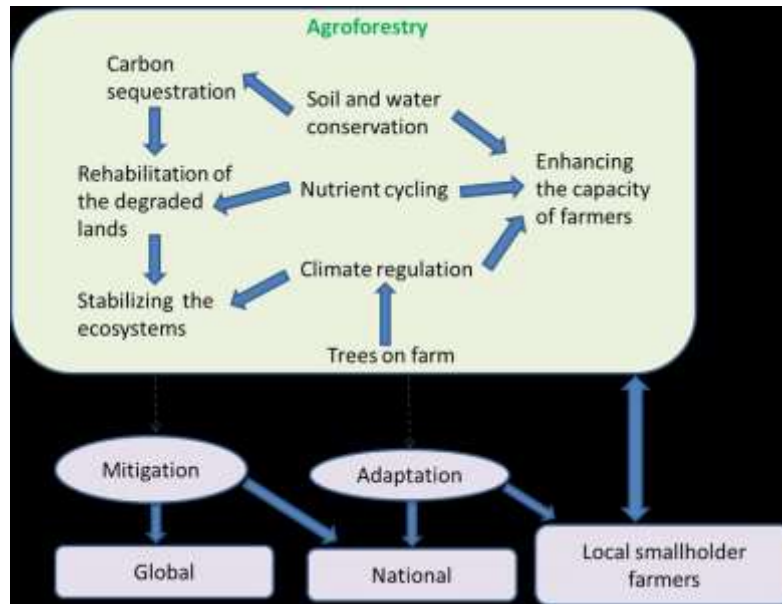 Agroforestry
Carbon
sequestration
Soil and water
conservation
Enhancing
the capacity
of farmers
Rehabilitation of
the degraded
lands
Nutrient cycling
Climate regulation
Stabilizing the
ecosystems
Trees on farm
Mitigation
Adaptation
Global
National
Local smallholder
farmers